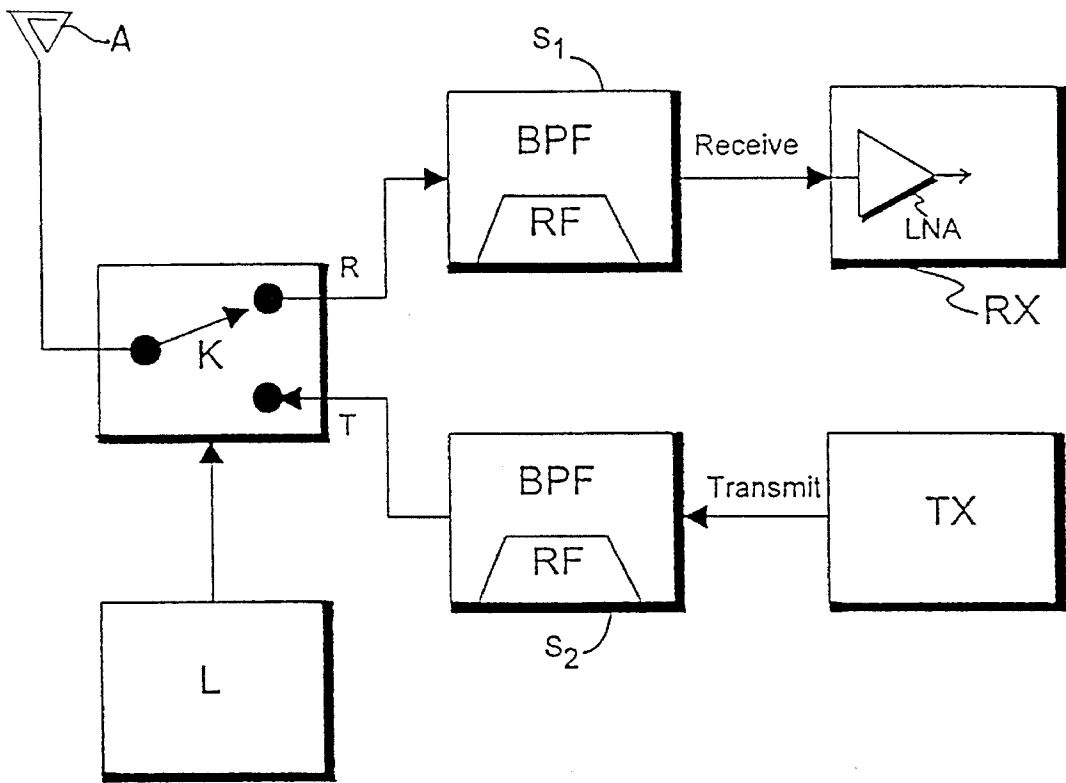 A
S1
BPF
RF
Receive
LNA
RX
R
K
T
BPF
RF
S2
Transmit
TX
L